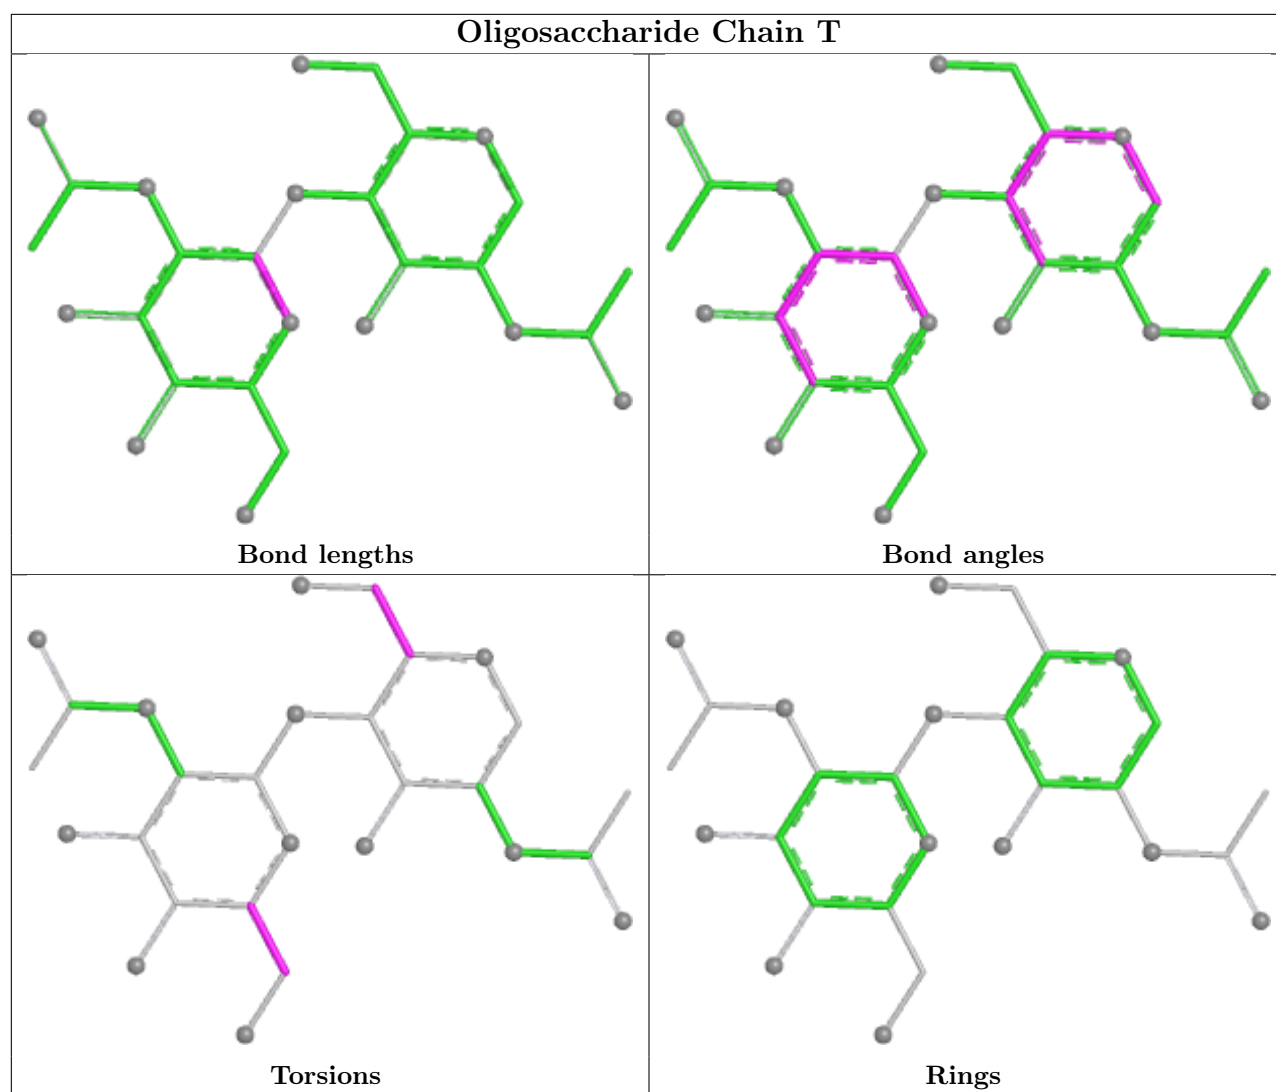 Oligosaccharide Chain T
Bond lengths
Bond angles
Torsions
Rings